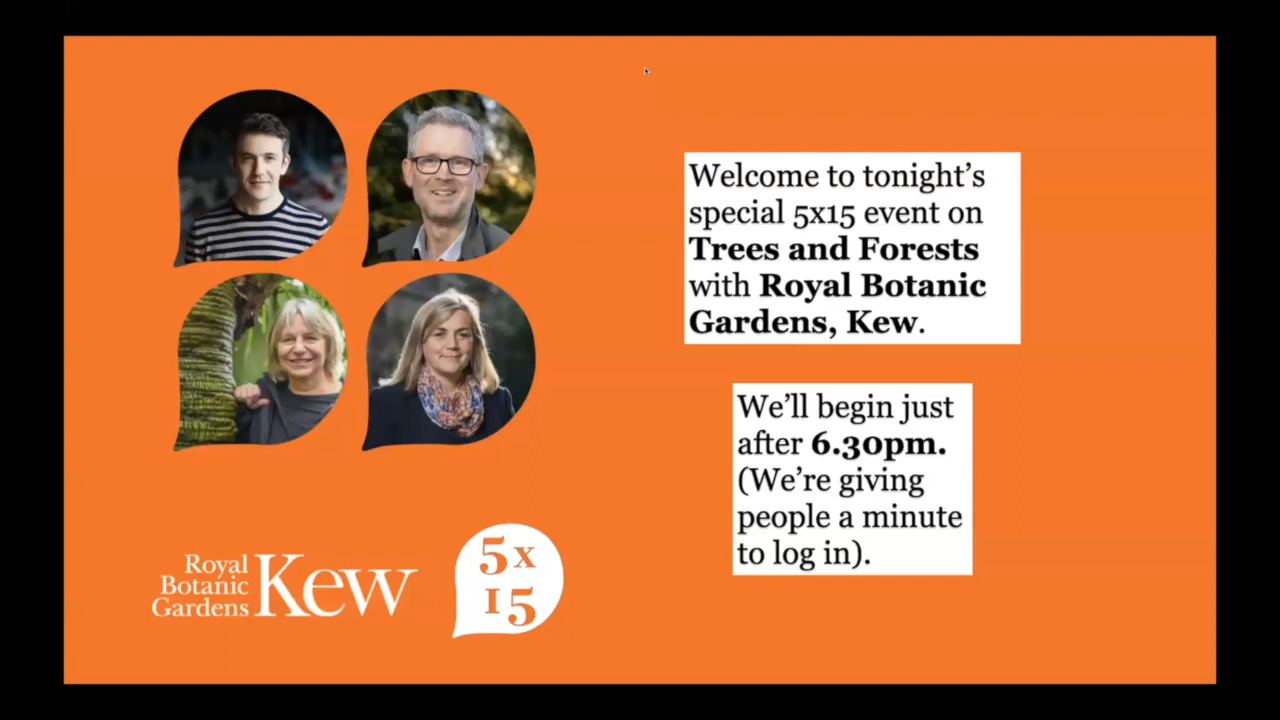 Welcome to tonight’s
special 5x15 event on
Trees and Forests
with Royal Botanic
Gardens, Kew.
We’ll begin just
after 6.30pm.
(We’re giving
people a minute
to log in).
Royal
Botanic
Gardens
Kew
5x
15